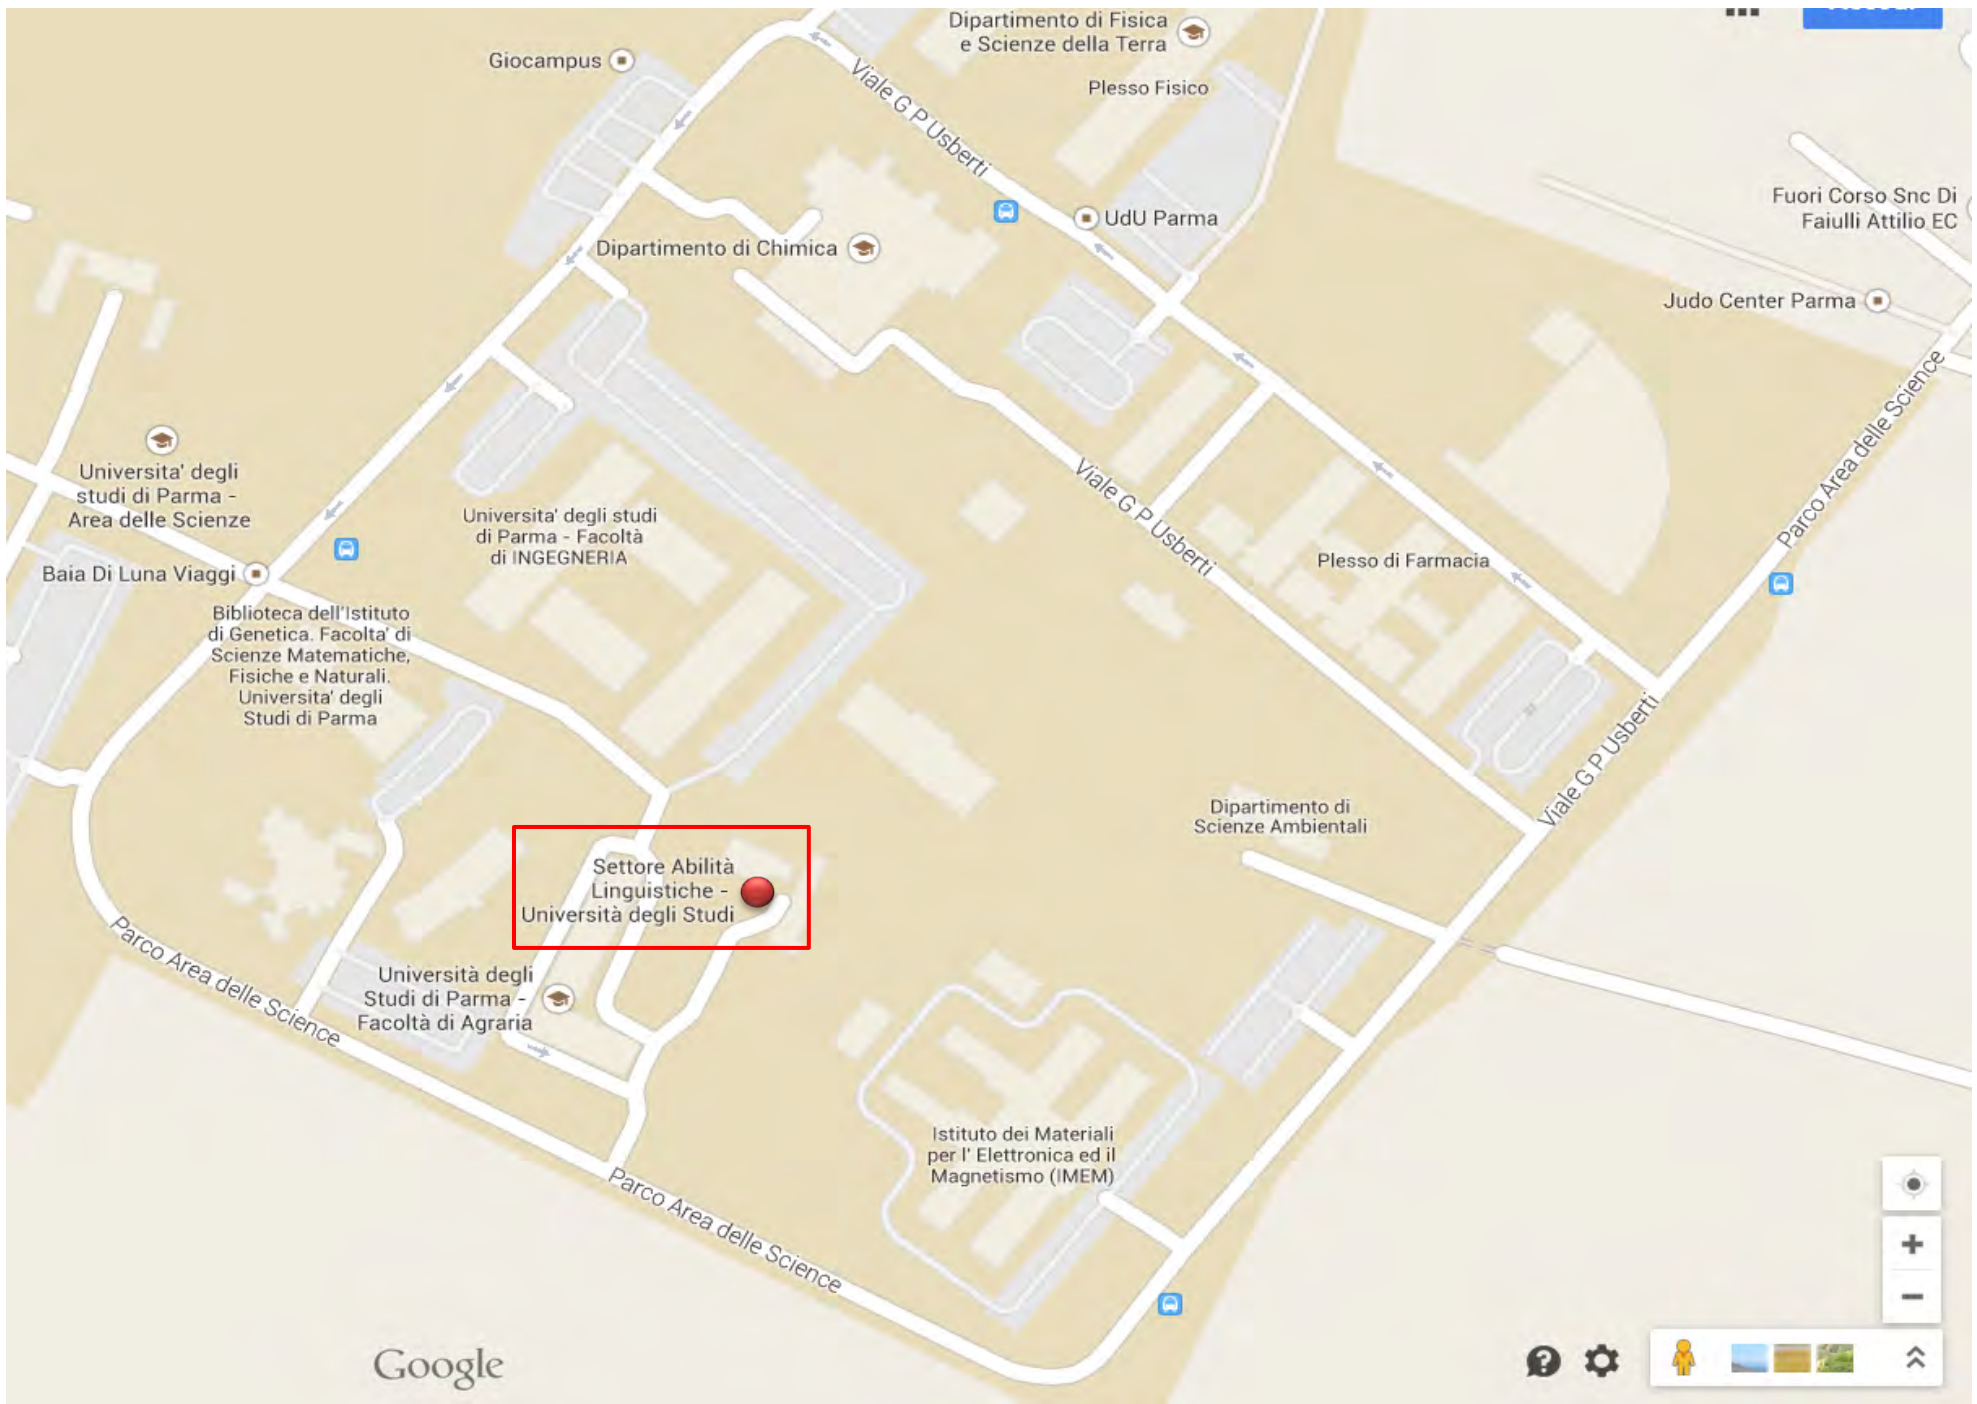 Dipartimento di Fisica
e Scienze della Terra
Giocampus
Plesso Fisico
Viale G P Usberti
Fuori Corso Snc Di
Faiulli Attilio EC
UdU Parma
Dipartimento di Chimica
Judo Center Parma
Parco Area delle Science
Universita' degli
studi di Parma -
Area delle Scienze
Viale G P Usberti
Universita' degli studi
di Parma - Facoltà
di INGEGNERIA
Plesso di Farmacia
Baia Di Luna Viaggi
Biblioteca dell'Istituto
di Genetica. Facolta' di
Scienze Matematiche,
Fisiche e Naturali.
Universita' degli
Studi di Parma
Viale G P Usberti
Dipartimento di
Scienze Ambientali
Settore Abilità
Linguistiche -
Università degli Studi
Parco Area delle Science
Università degli
Studi di Parma -
Facoltà di Agraria
Istituto dei Materiali
per l' Elettronica ed il
Magnetismo (IMEM)
Parco Area delle Science
Google